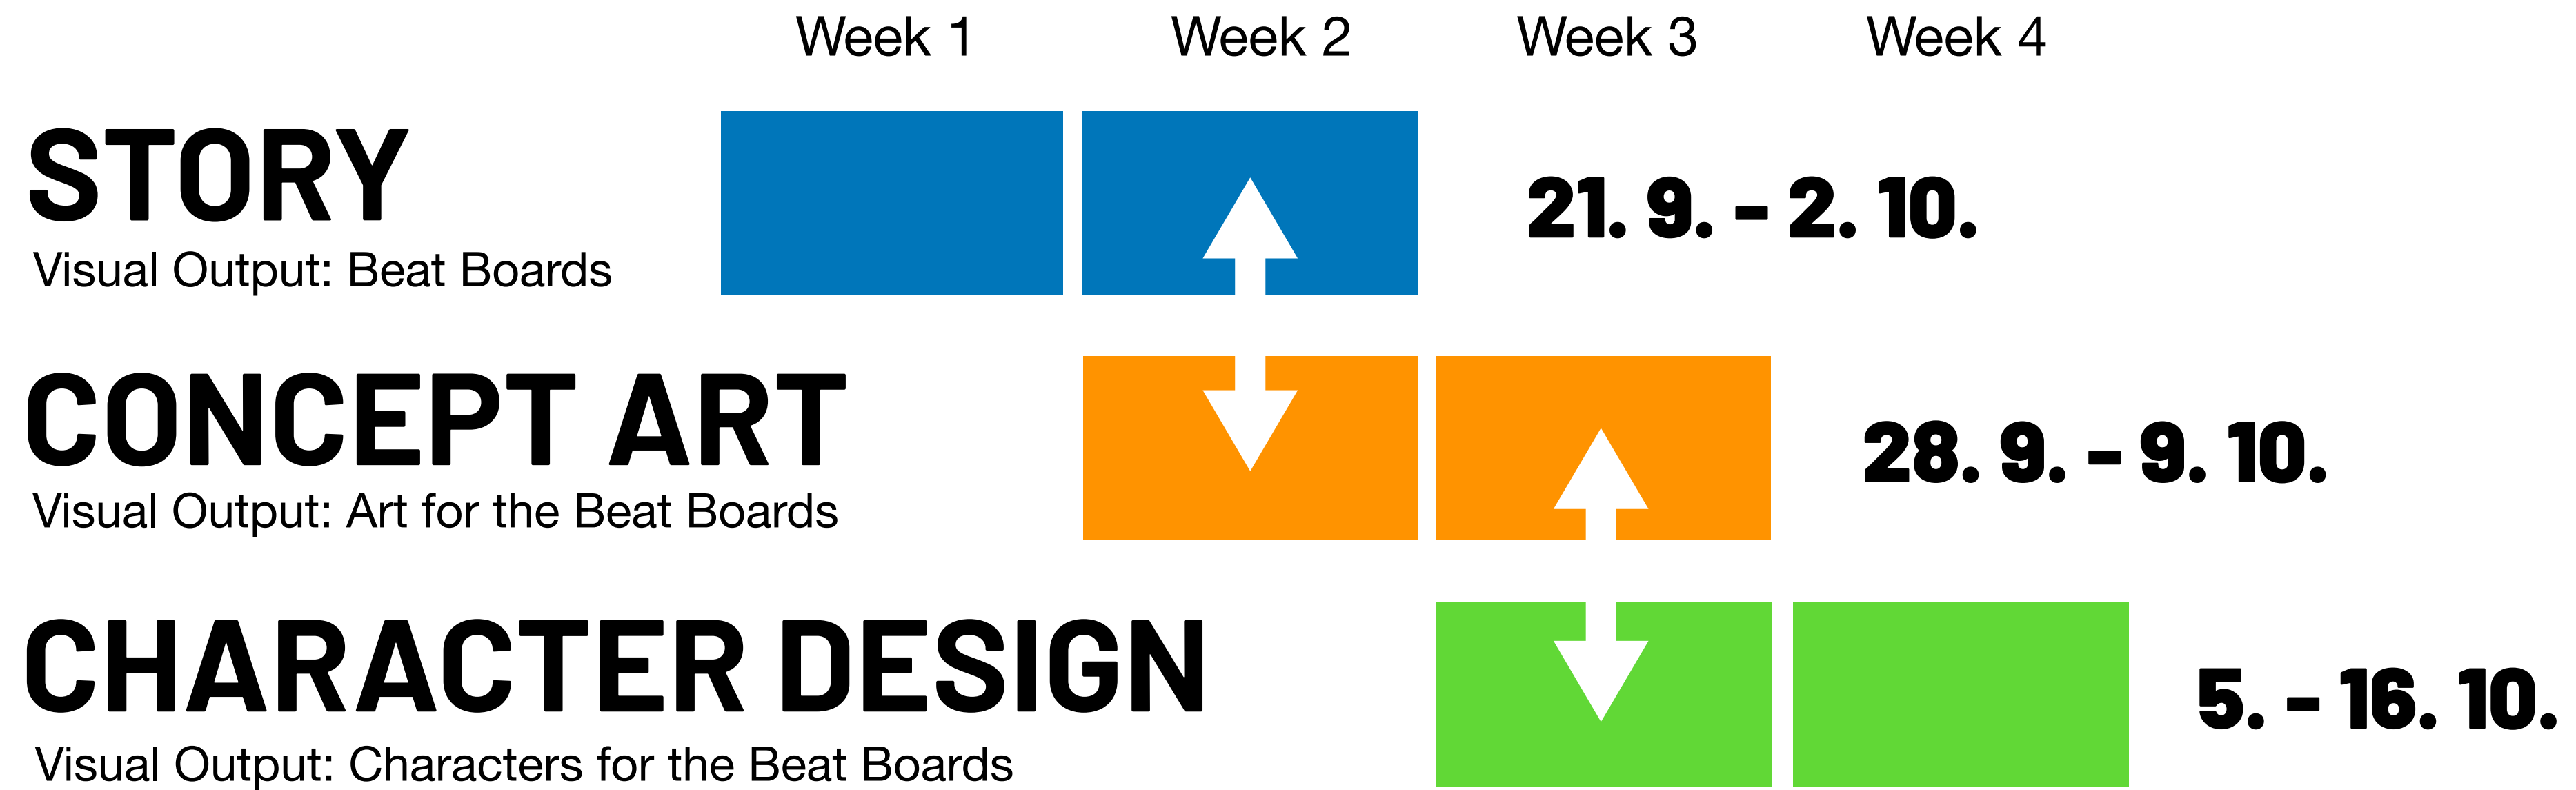 Week 1 Week 2 Week 3 Week 4
STORY
Visual Output: Beat Boards
21. 9. - 2. 10.
CONCEPT ART
Visual Output: Art for the Beat Boards
28. 9. - 9. 10.
CHARACTER DESIGN
Visual Output: Characters for the Beat Boards
5. - 16. 10.